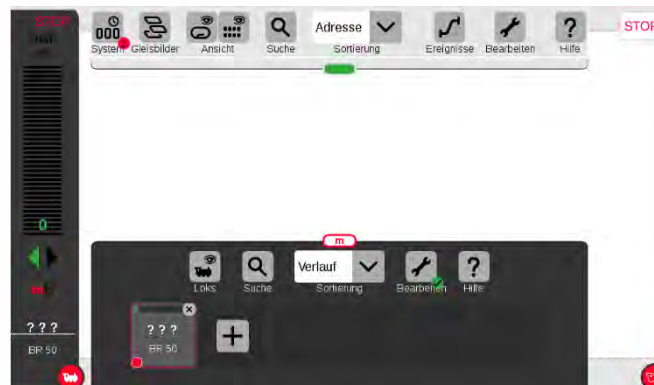 STOP
System Gleisbilder Ansicht Suche Adresse Sortierung Ereignisse Bearbeiten Hilfe
STOP
0
m
Verlauf
Loks Suche Sortierung Bearbeiten Hilfe
? ? ?
BR 50
? ? ?
BR 50